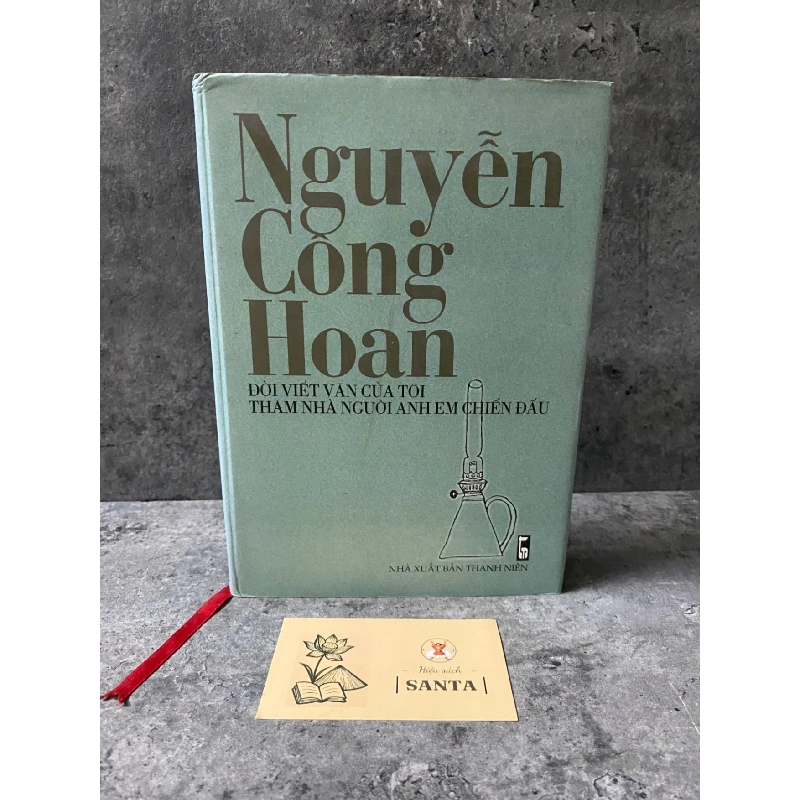 Nguyễn
Công
Hoan
ĐỜI VIẾT VĂN CỦA TÔI
THĂM NHÀ NGƯỜI ANH EM CHIẾN ĐẤU
NHÀ XUẤT BẢN THANH NIÊN
Hiệu sách
SANTA